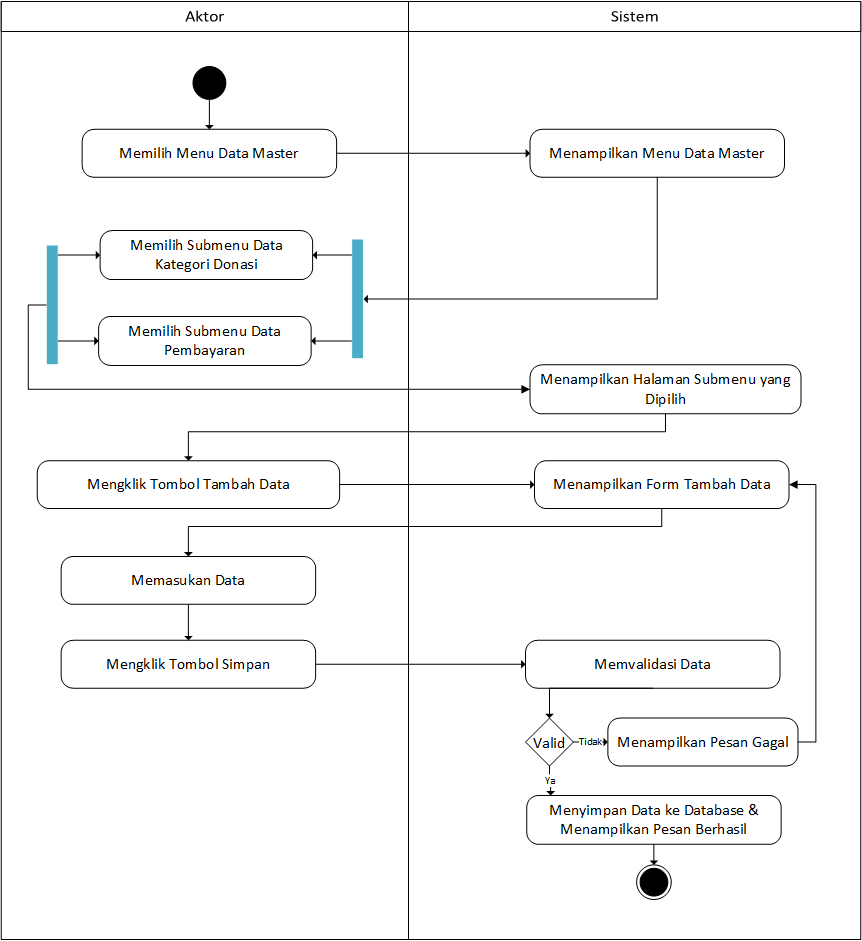 Aktor
Sistem
Memilih Menu Data Master
Menampilkan Menu Data Master
Memilih Submenu Data
Kategori Donasi
Memilih Submenu Data
Pembayaran
Menampilkan Halaman Submenu yang
Dipilih
Mengklik Tombol Tambah Data
Menampilkan Form Tambah Data
Memasukan Data
Mengklik Tombol Simpan
Memvalidasi Data
Valid
Tidak
Menampilkan Pesan Gagal
Ya
Menyimpan Data ke Database &
Menampilkan Pesan Berhasil